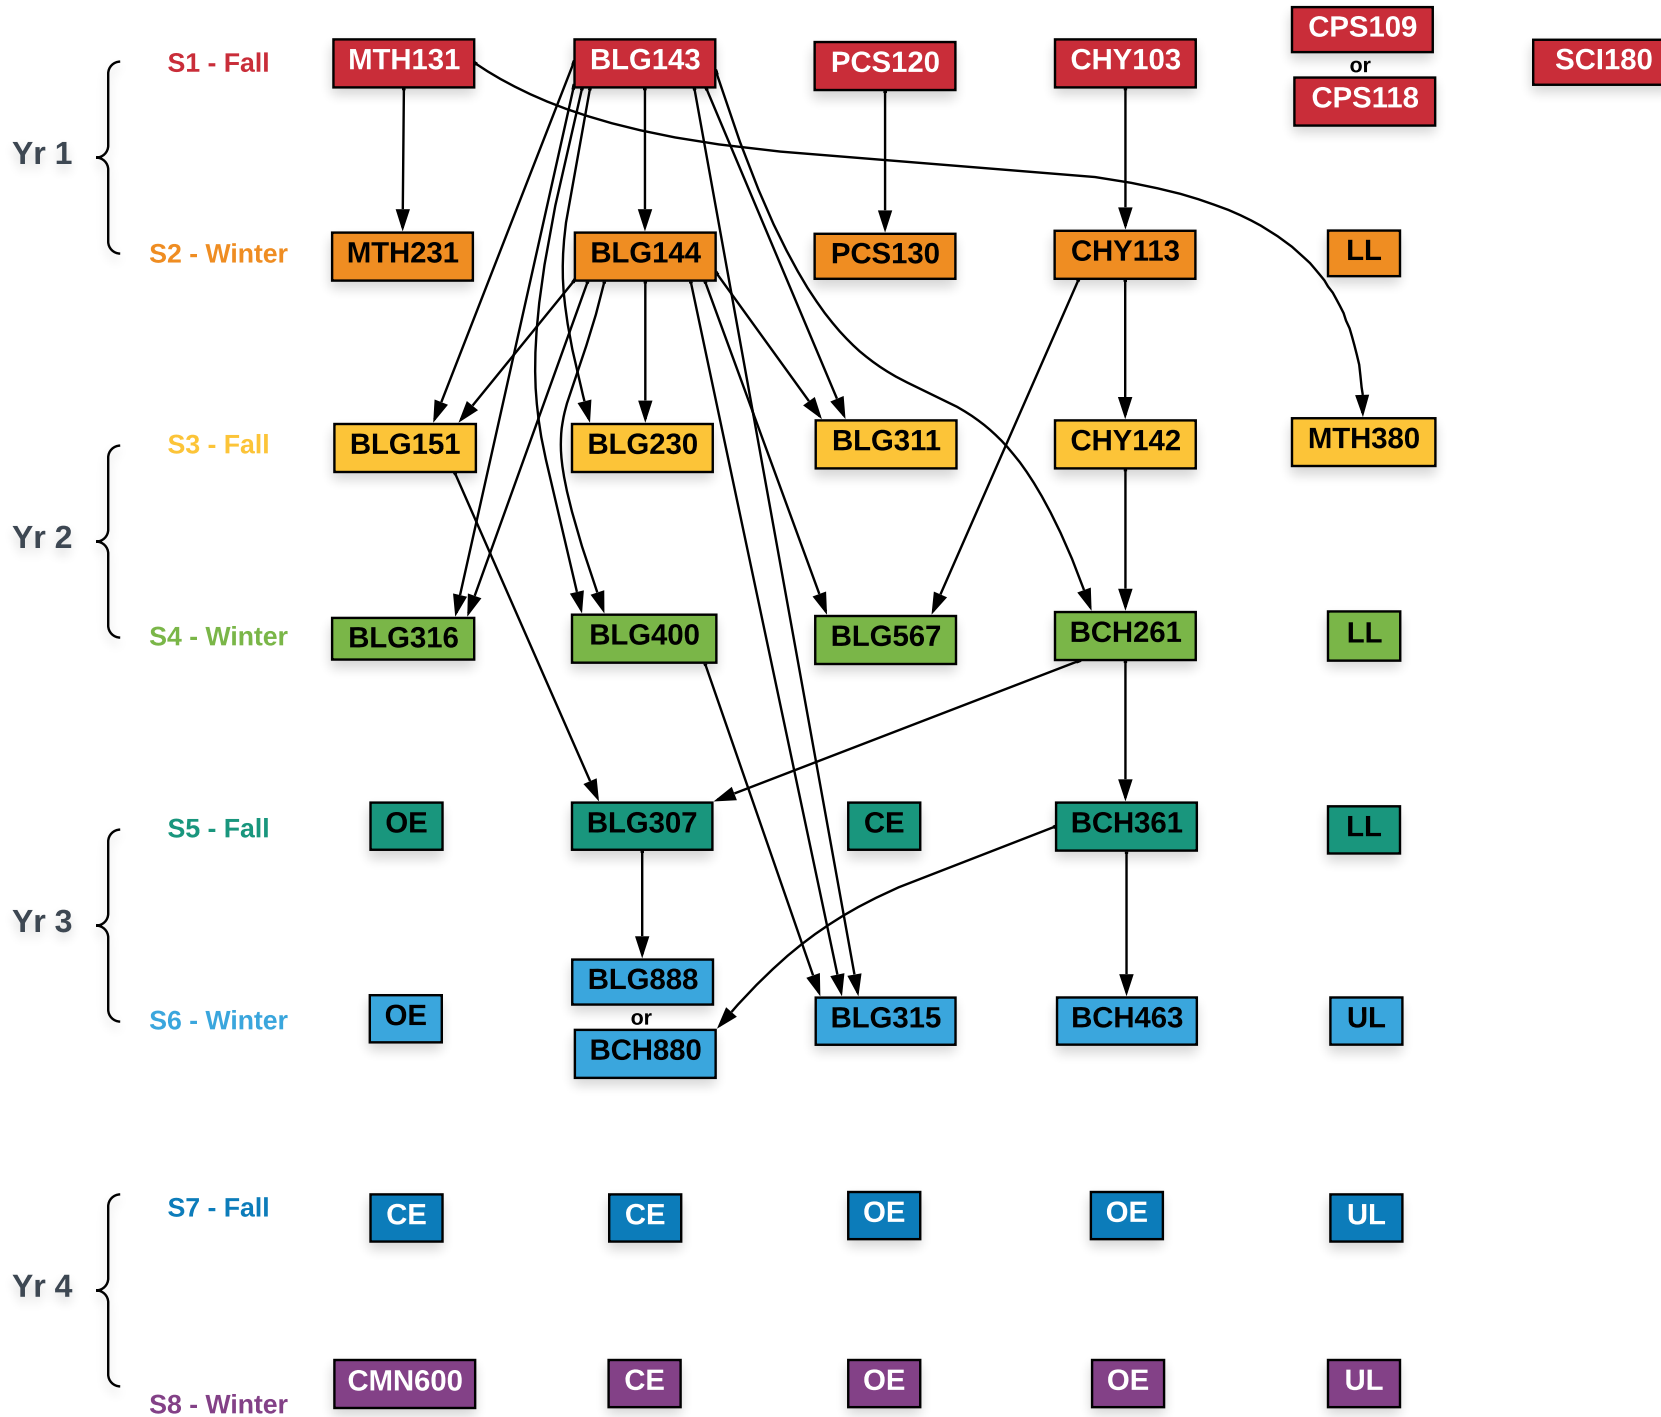 CPS109
S1 - Fall
MTH131
BLG143
PCS120
CHY103
or
SCI180
CPS118
Yr 1
S2 - Winter
MTH231
BLG144
PCS130
CHY113
LL
S3 - Fall
BLG151
BLG230
BLG311
CHY142
MTH380
Yr 2
S4 - Winter
BLG316
BLG400
BLG567
BCH261
LL
S5 - Fall
OE
BLG307
CE
BCH361
LL
Yr 3
BLG888
S6 - Winter
OE
or
BLG315
BCH463
UL
BCH880
S7 - Fall
CE
CE
OE
OE
UL
Yr 4
S8 - Winter
CMN600
CE
OE
OE
UL